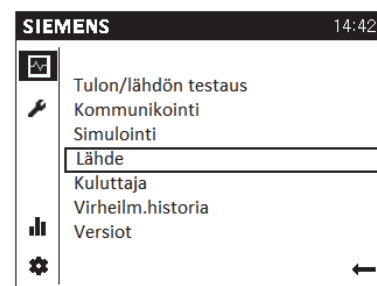 SIEMENS 14:42
Tulon/lähdön testaus
Kommunikointi
Simulointi
Lähde
Kuluttaja
Virheilm.historia
Versiot